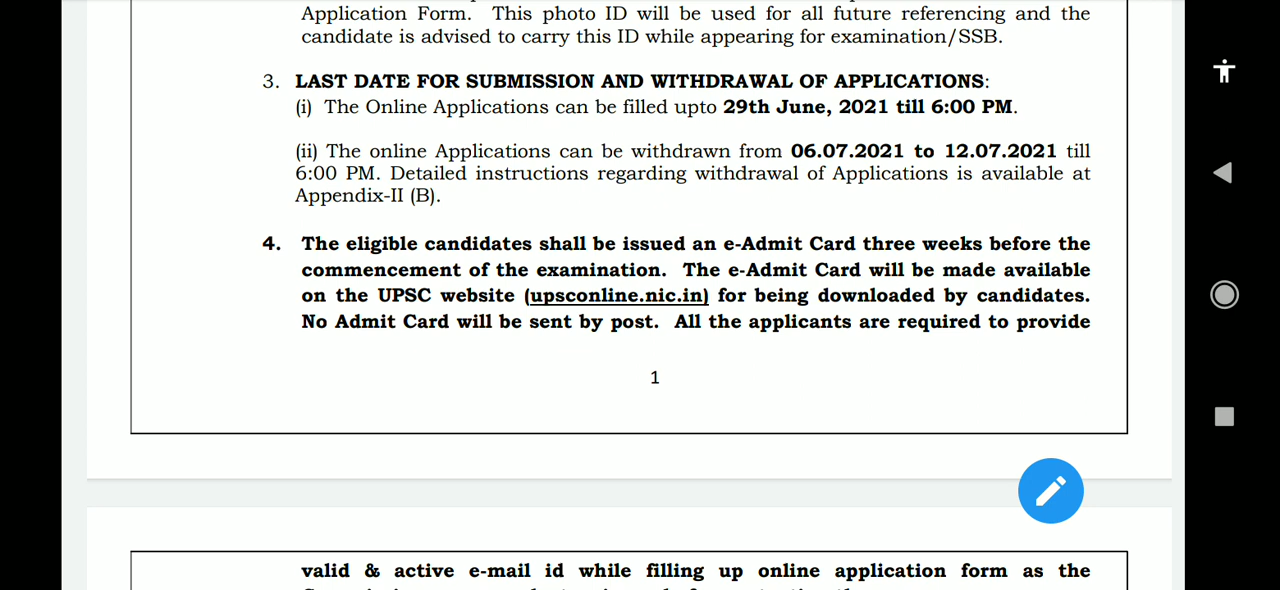 Application Form. This photo ID will be used for all future referencing and the
candidate is advised to carry this ID while appearing for examination/SSB.
3. LAST DATE FOR SUBMISSION AND WITHDRAWAL OF APPLICATIONS:
(i) The Online Applications can be filled upto 29th June, 2021 till 6:00 PM.
(ii) The online Applications can be withdrawn from 06.07.2021 to 12.07.2021 till
6:00 PM. Detailed instructions regarding withdrawal of Applications is available at
Appendix-II (B).
4. The eligible candidates shall be issued an e-Admit Card three weeks before the
commencement of the examination. The e-Admit Card will be made available
on the UPSC website (upsconline.nic.in) for being downloaded by candidates.
No Admit Card will be sent by post. All the applicants are required to provide
1
valid & active e-mail id while filling up online application form as the